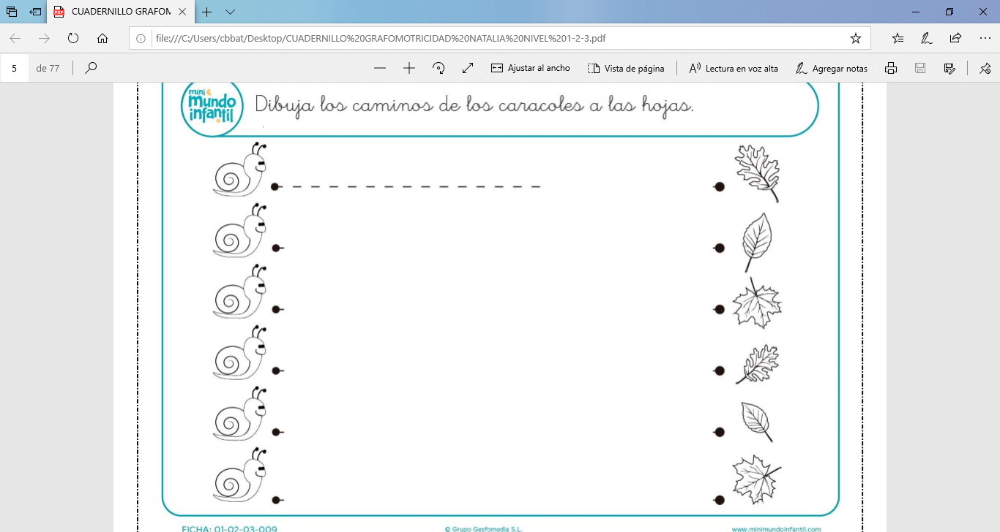 CUADERNILLO GRAFOM
file:///C:/Users/cbbat/Desktop/CUADERNILLO%20GRAFOMOTRICIDAD%20NATALIA%20NIVEL%201-2-3.pdf
5 de 77 Ajustar al ancho Vista de página Lectura en voz alta Agregar notas
mini
mundo
infantil
Dibuja los caminos de los caracoles a las hojas.
FICHA: 01-02-03-009 © Grupo Gesfomedia S.L. www.minimundoinfantil.com